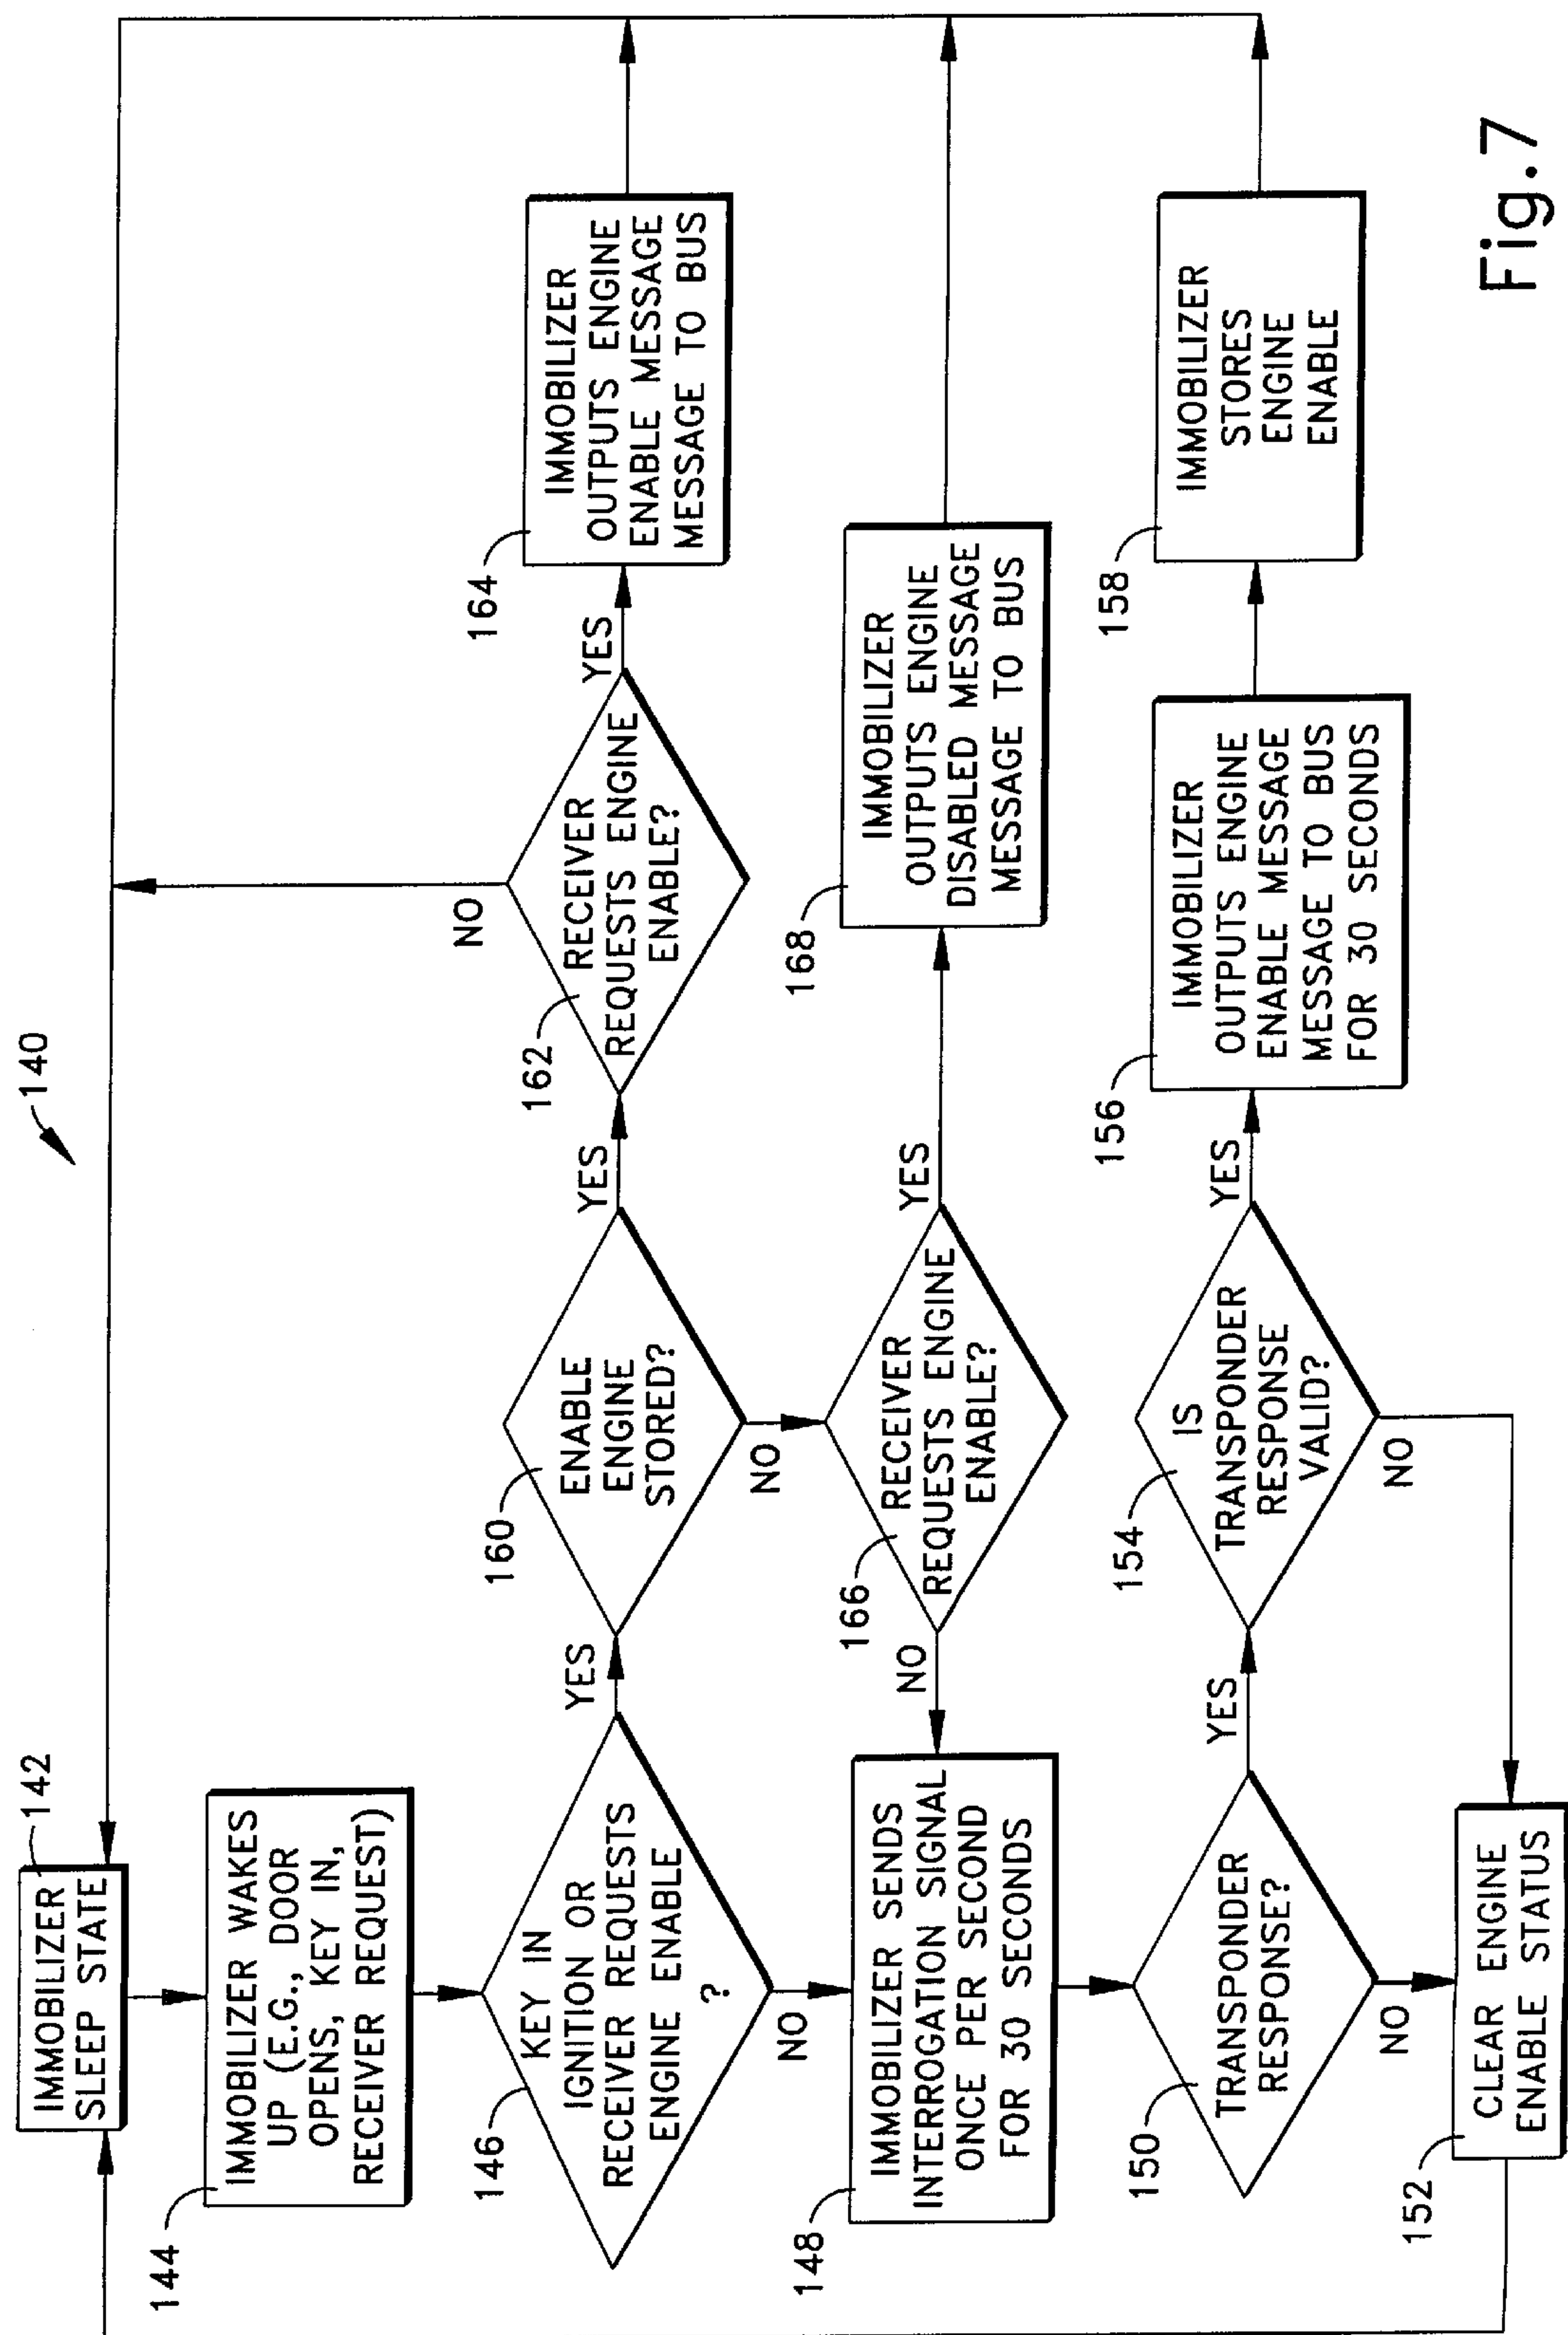 140
142
IMMOBILIZER
SLEEP STATE
144
IMMOBILIZER WAKES
UP (E.G., DOOR
OPENS, KEY IN,
RECEIVER REQUEST)
146
KEY IN
IGNITION OR
RECEIVER REQUESTS
ENGINE ENABLE
?
YES
NO
160
ENABLE
ENGINE
STORED?
YES
NO
162
RECEIVER
REQUESTS ENGINE
ENABLE?
NO
YES
164
IMMOBILIZER
OUTPUTS ENGINE
ENABLE MESSAGE
MESSAGE TO BUS
148
IMMOBILIZER SENDS
INTERROGATION SIGNAL
ONCE PER SECOND
FOR 30 SECONDS
NO
166
RECEIVER
REQUESTS ENGINE
ENABLE?
YES
168
IMMOBILIZER
OUTPUTS ENGINE
DISABLED MESSAGE
MESSAGE TO BUS
150
TRANSPONDER
RESPONSE?
YES
NO
154
IS
TRANSPONDER
RESPONSE
VALID?
YES
NO
156
IMMOBILIZER
OUTPUTS ENGINE
ENABLE MESSAGE
MESSAGE TO BUS
FOR 30 SECONDS
158
IMMOBILIZER
STORES
ENGINE
ENABLE
152
CLEAR ENGINE
ENABLE STATUS
Fig.7